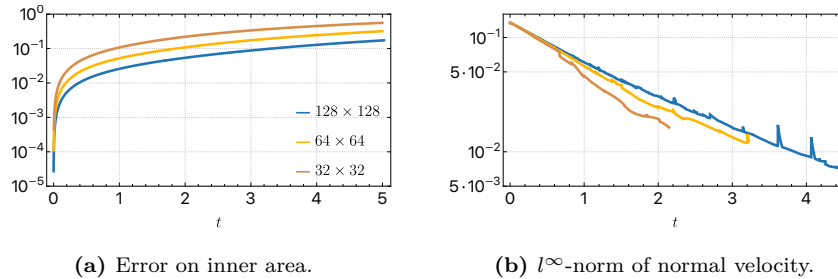 10⁰
10⁻¹
10⁻²
10⁻³
10⁻⁴
10⁻⁵
128 × 128
64 × 64
32 × 32
0 1 2 3 4 5
t
(a) Error on inner area.
10⁻¹
5·10⁻²
10⁻²
5·10⁻³
0 1 2 3 4
t
(b) l∞-norm of normal velocity.